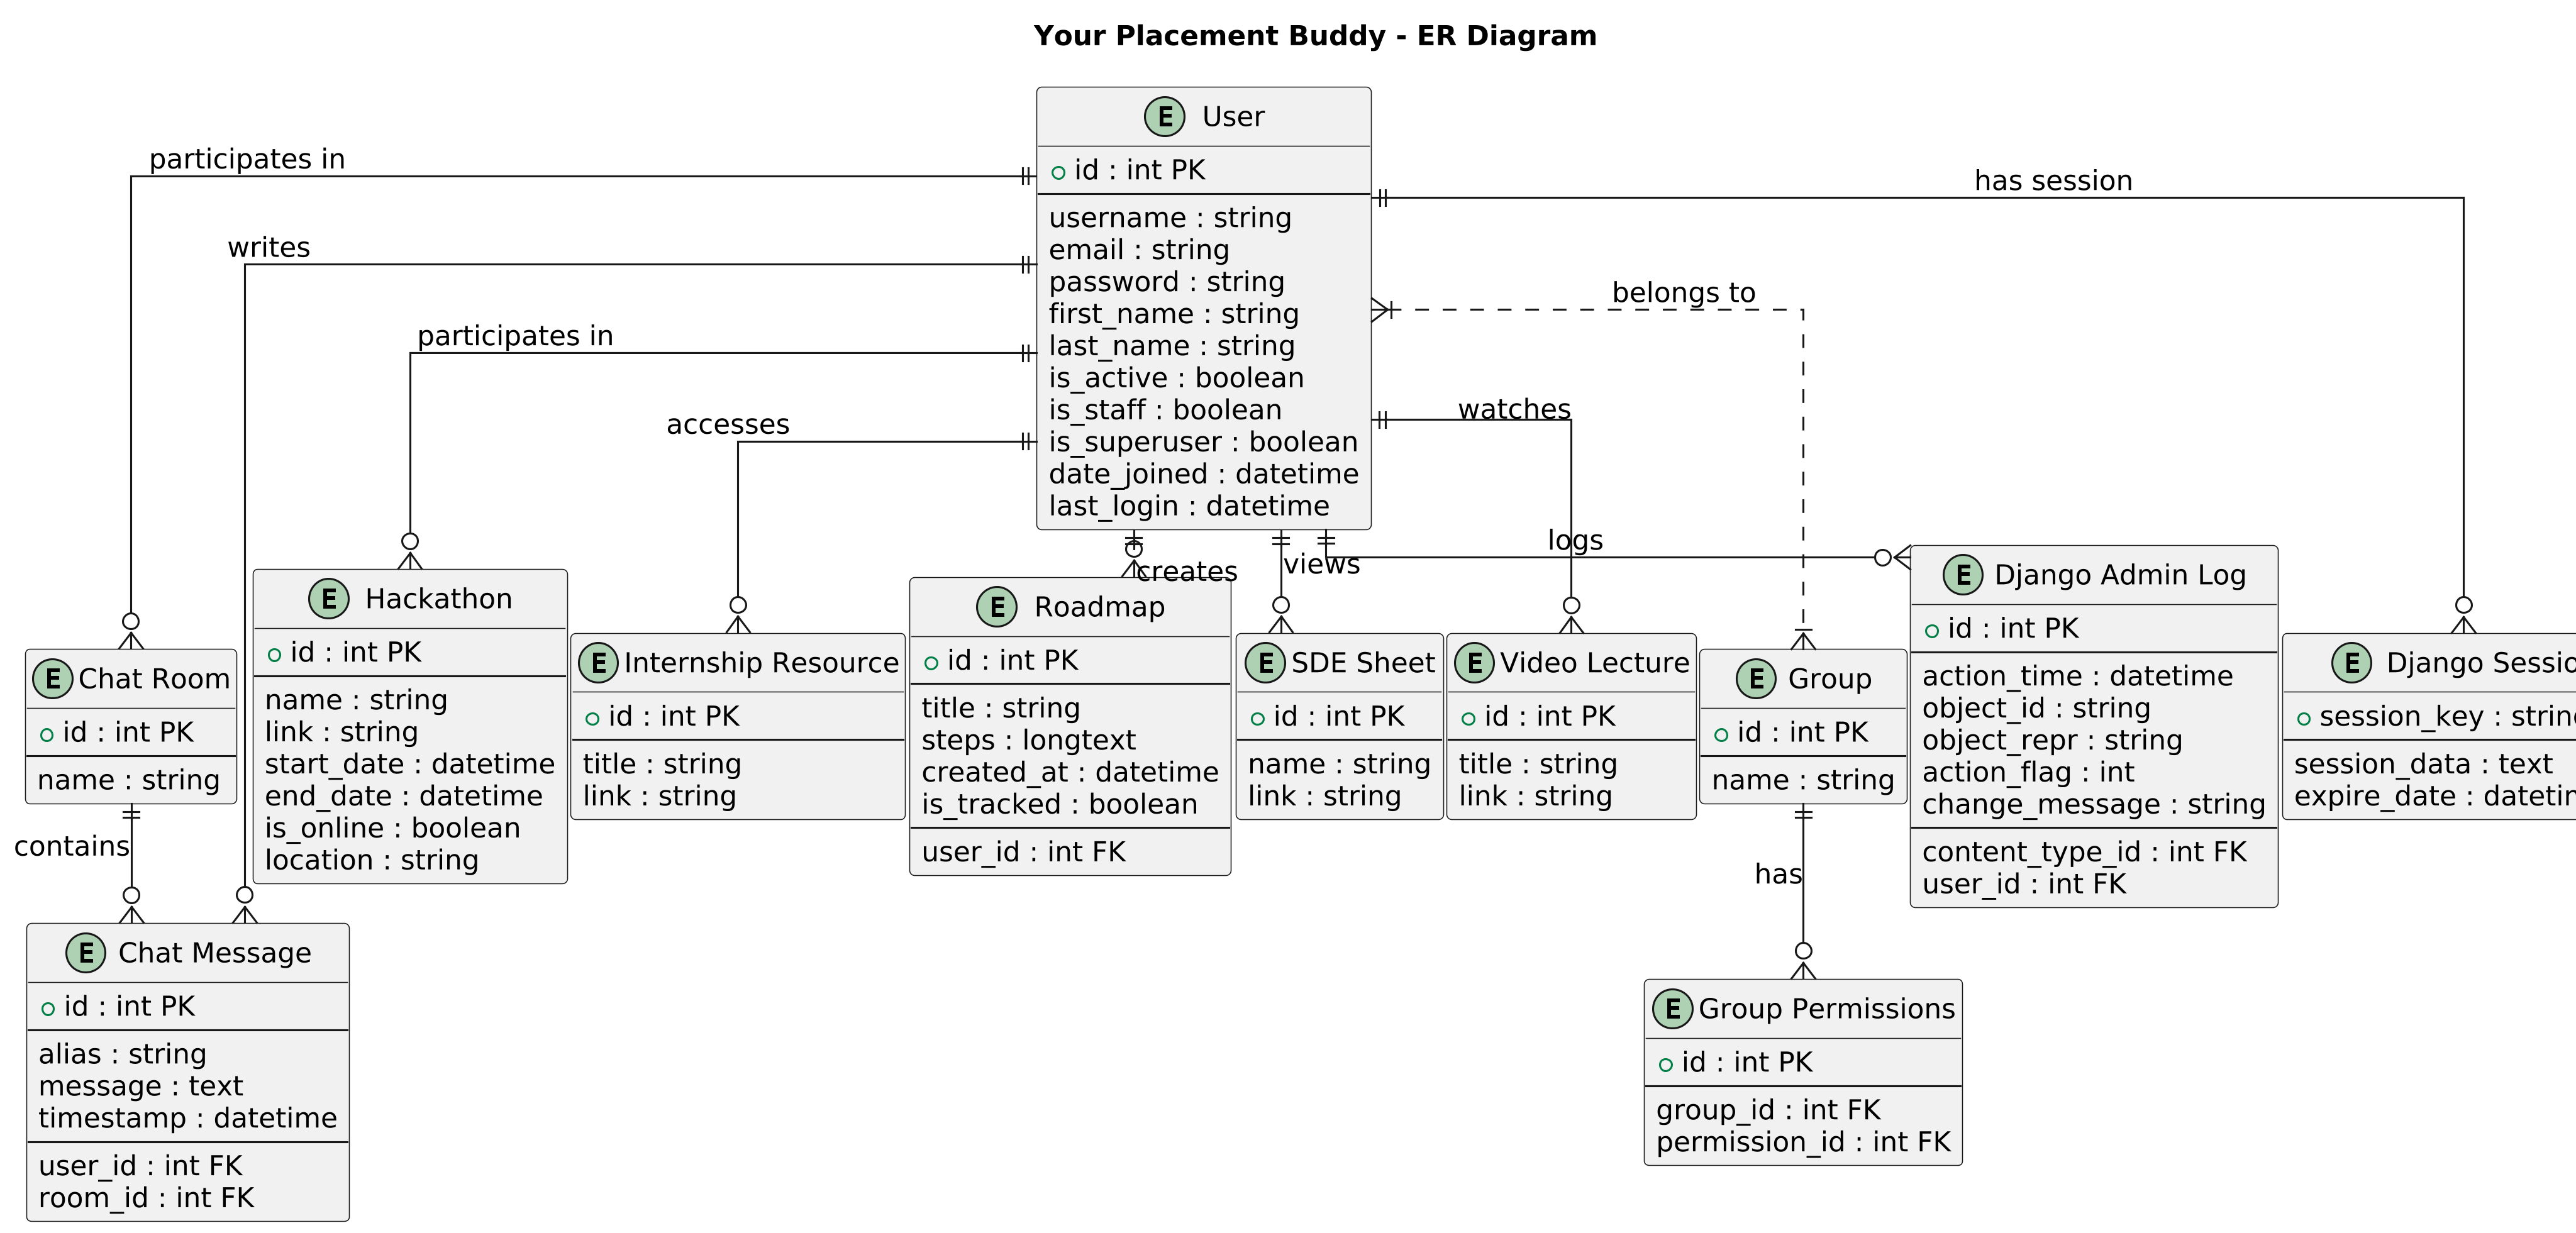 Your Placement Buddy - ER Diagram
E User
id : int PK
username : string
email : string
password : string
first_name : string
last_name : string
is_active : boolean
is_staff : boolean
is_superuser : boolean
date_joined : datetime
last_login : datetime
participates in
writes
participates in
accesses
has session
belongs to
watches
logs
creates
views
E Chat Room
id : int PK
name : string
contains
E Hackathon
id : int PK
name : string
link : string
start_date : datetime
end_date : datetime
is_online : boolean
location : string
E Internship Resource
id : int PK
title : string
link : string
E Roadmap
id : int PK
title : string
steps : longtext
created_at : datetime
is_tracked : boolean
user_id : int FK
E SDE Sheet
id : int PK
name : string
link : string
E Video Lecture
id : int PK
title : string
link : string
E Group
id : int PK
name : string
has
E Django Admin Log
id : int PK
action_time : datetime
object_id : string
object_repr : string
action_flag : int
change_message : string
content_type_id : int FK
user_id : int FK
E Django Sessio
session_key : string
session_data : text
expire_date : datetim
E Chat Message
id : int PK
alias : string
message : text
timestamp : datetime
user_id : int FK
room_id : int FK
E Group Permissions
id : int PK
group_id : int FK
permission_id : int FK